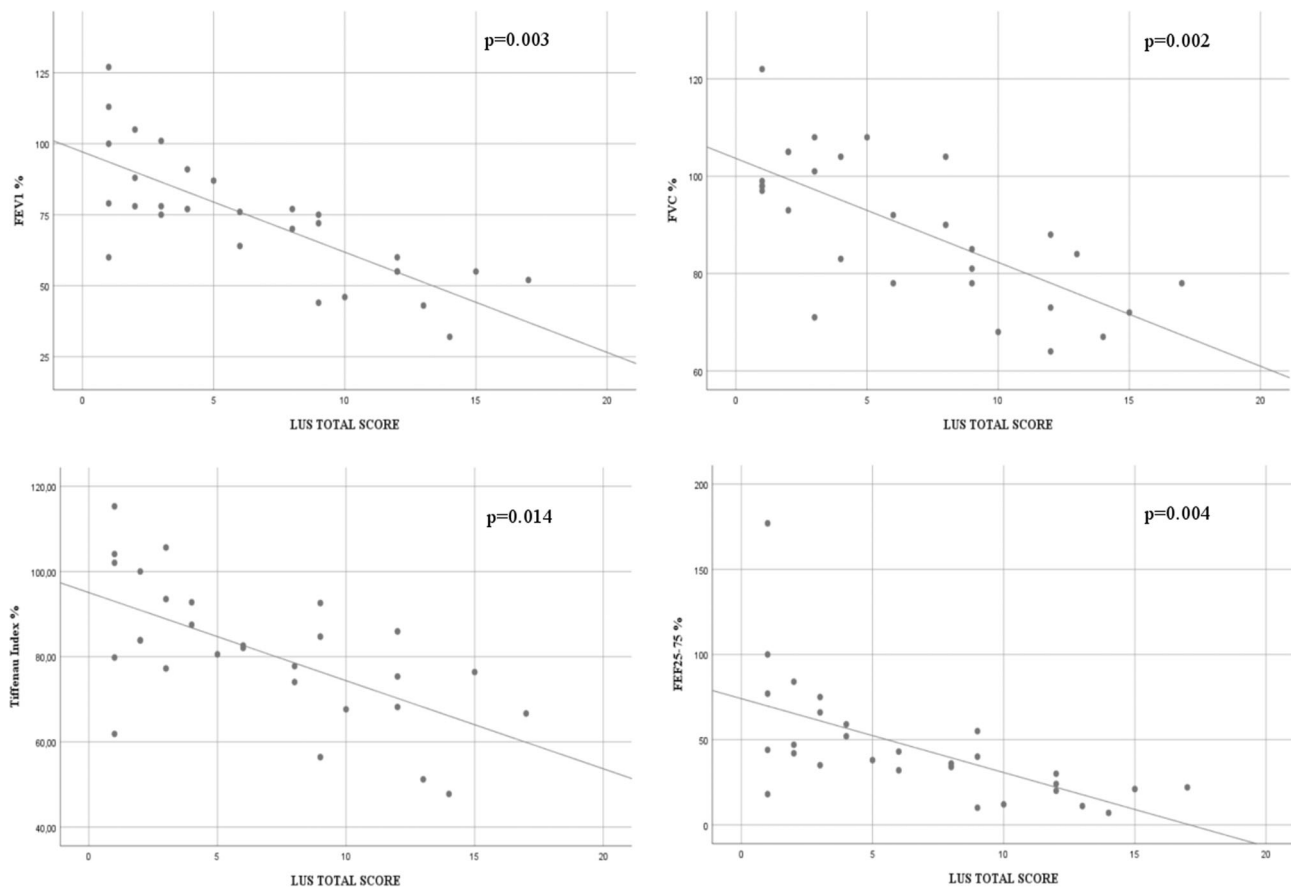 p=0.003
125
100
75
50
25
FEV1 %
0 5 10 15 20
LUS TOTAL SCORE
p=0.002
120
100
80
60
FVC %
0 5 10 15 20
LUS TOTAL SCORE
p=0.014
120,00
100,00
80,00
60,00
40,00
Tiffenau Index %
0 5 10 15 20
LUS TOTAL SCORE
p=0.004
200
150
100
50
0
FEF25-75 %
0 5 10 15 20
LUS TOTAL SCORE